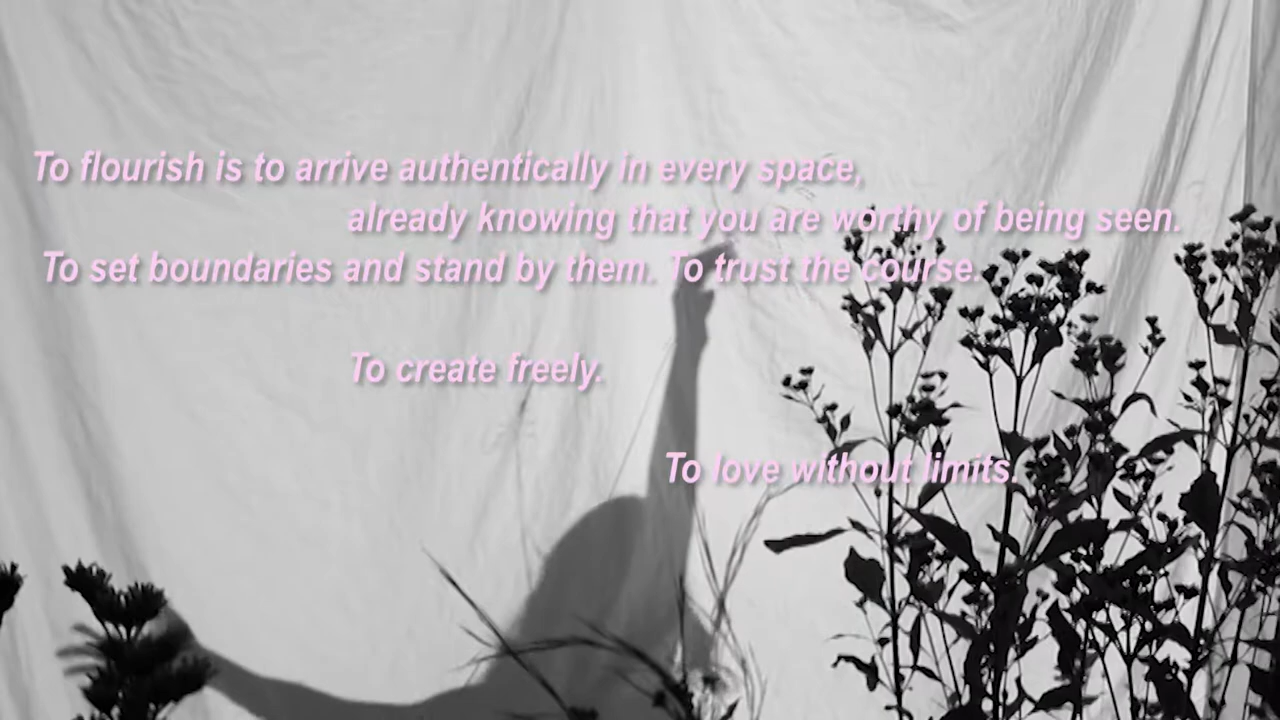 To flourish is to arrive authentically in every space,
already knowing that you are worthy of being seen.
To set boundaries and stand by them. To trust the course.
To create freely.
To love without limits.